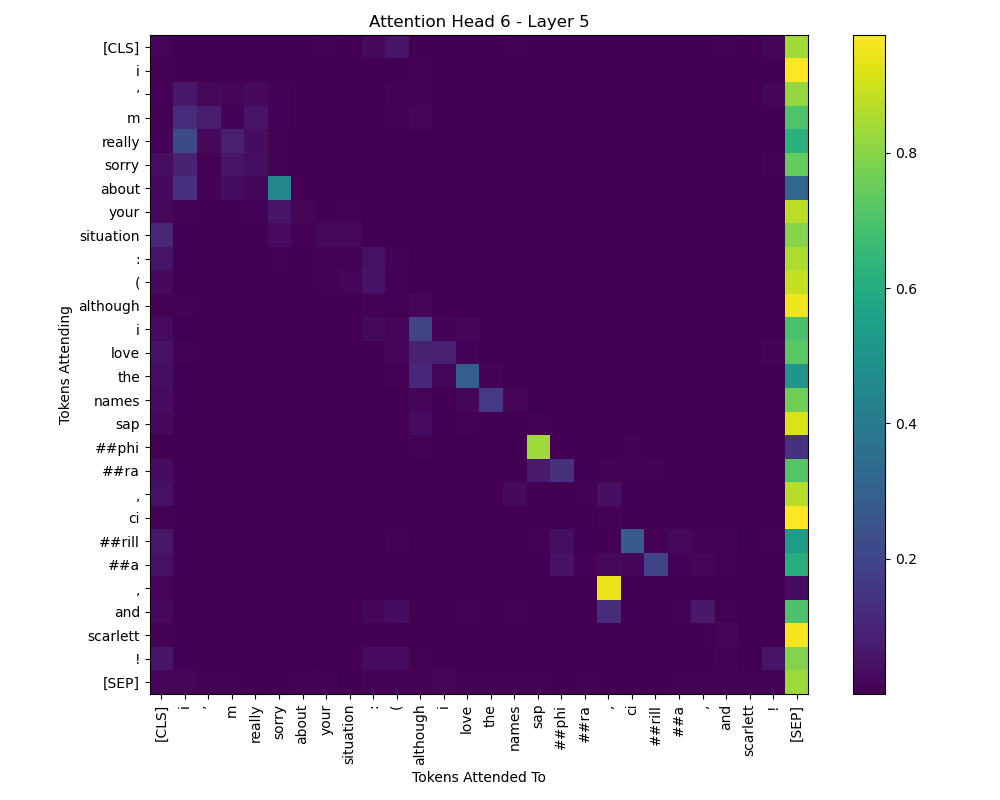 Attention Head 6 - Layer 5
Tokens Attending
[CLS]
i
’
m
really
sorry
about
your
situation
:
(
although
i
love
the
names
sap
##phi
##ra
,
ci
##rill
##a
,
and
scarlett
!
[SEP]
[CLS]
i
’
m
really
sorry
about
your
situation
:
(
although
i
love
the
names
sap
##phi
##ra
,
ci
##rill
##a
,
and
scarlett
!
[SEP]
Tokens Attended To
0.8
0.6
0.4
0.2